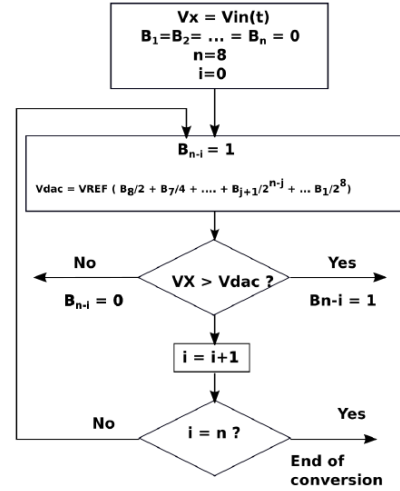 Vx = Vin(t)
B₁=B₂= ... = Bₙ = 0
n=8
i=0
Bₙ₋ᵢ = 1
Vdac = VREF ( B₈/2 + B₇/4 + .... + Bⱼ₊₁/2ⁿ⁻ʲ + ... B₁/2⁸)
No
Yes
VX > Vdac ?
Bₙ₋ᵢ = 0
Bn-i = 1
i = i+1
No
Yes
i = n ?
End of
conversion